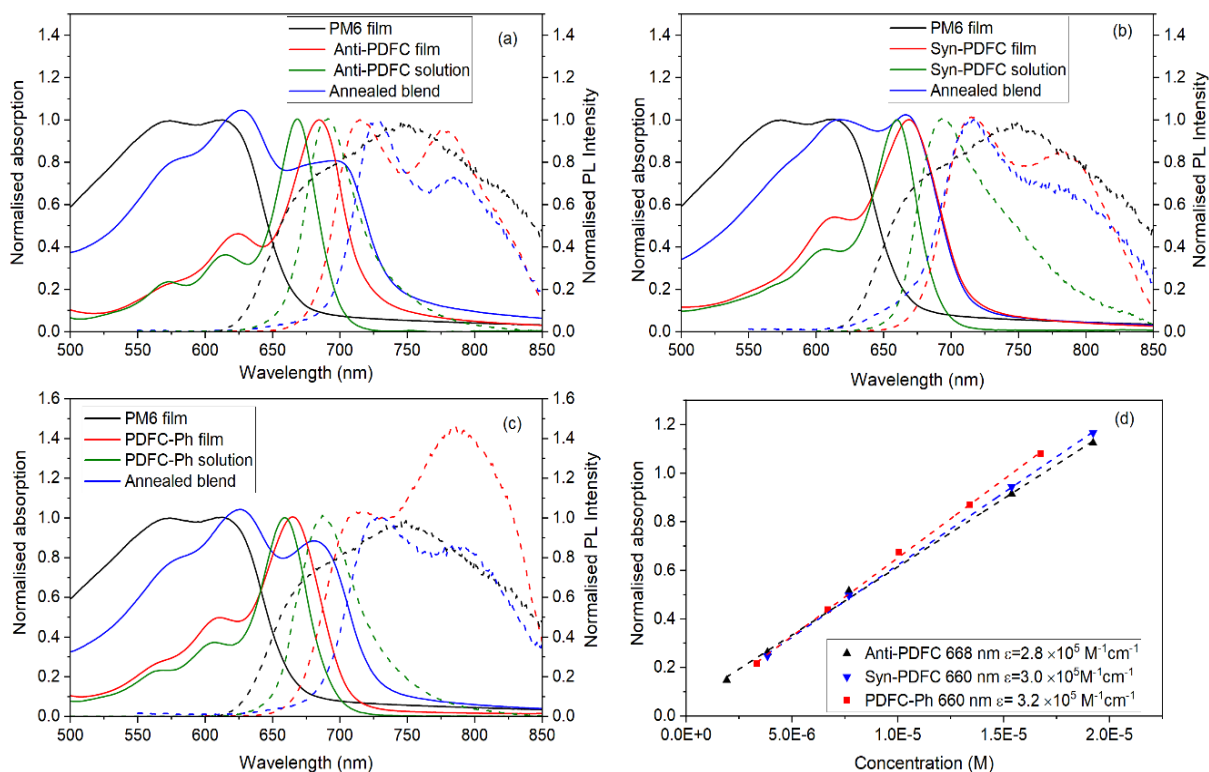 (a)
PM6 film
Anti-PDFC film
Anti-PDFC solution
Annealed blend
Normalised absorption
Normalised PL Intensity
1.4
1.2
1.0
0.8
0.6
0.4
0.2
0.0
1.4
1.2
1.0
0.8
0.6
0.4
0.2
0.0
500 550 600 650 700 750 800 850
Wavelength (nm)
(b)
PM6 film
Syn-PDFC film
Syn-PDFC solution
Annealed blend
Normalised absorption
Normalised PL Intensity
1.4
1.2
1.0
0.8
0.6
0.4
0.2
0.0
1.4
1.2
1.0
0.8
0.6
0.4
0.2
0.0
500 550 600 650 700 750 800 850
Wavelength (nm)
(c)
PM6 film
PDFC-Ph film
PDFC-Ph solution
Annealed blend
Normalised absorption
Normalised PL Intensity
1.6
1.4
1.2
1.0
0.8
0.6
0.4
0.2
0.0
1.4
1.2
1.0
0.8
0.6
0.4
0.2
0.0
500 550 600 650 700 750 800 850
Wavelength (nm)
(d)
Normalised absorption
1.2
1.0
0.8
0.6
0.4
0.2
0.0
Anti-PDFC 668 nm ε=2.8 ×10⁵ M⁻¹cm⁻¹
Syn-PDFC 660 nm ε=3.0 ×10⁵M⁻¹cm⁻¹
PDFC-Ph 660 nm ε= 3.2 ×10⁵ M⁻¹cm⁻¹
0.0E+0 5.0E-6 1.0E-5 1.5E-5 2.0E-5
Concentration (M)